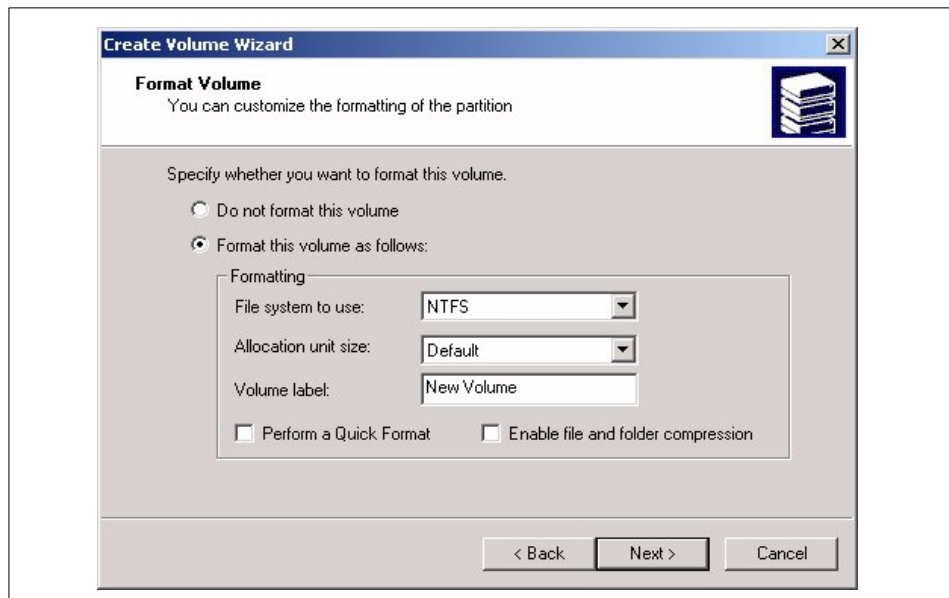 Create Volume Wizard
Format Volume
You can customize the formatting of the partition
Specify whether you want to format this volume.
Do not format this volume
Format this volume as follows:
Formatting
File system to use: NTFS
Allocation unit size: Default
Volume label: New Volume
Perform a Quick Format Enable file and folder compression
< Back Next > Cancel